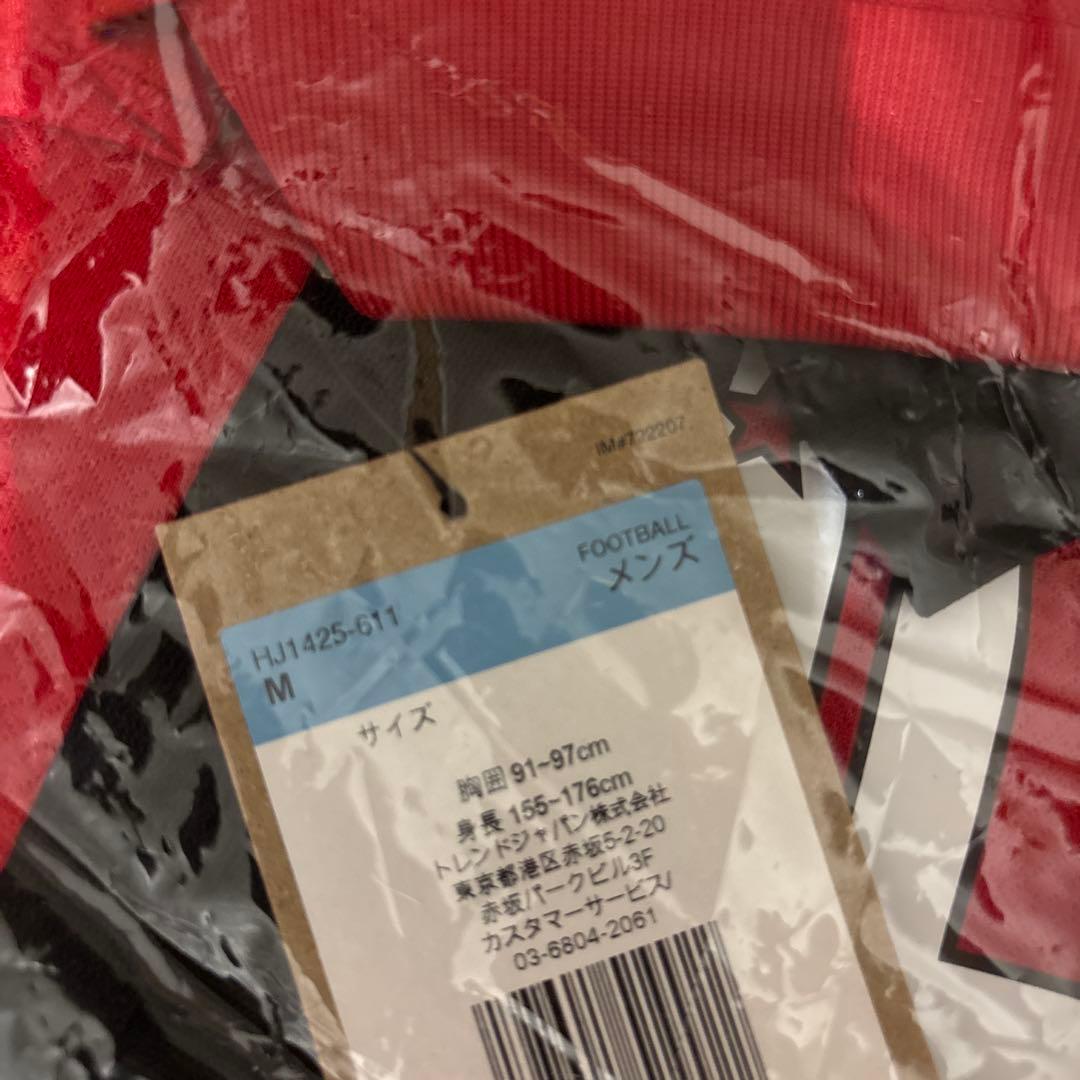 IM#722207
FOOTBALL
メンズ
HJ1425-611
M
サイズ
胸囲 91~97cm
身長 155~176cm
トレンドジャパン株式会社
東京都港区赤坂5-2-20
赤坂パークビル3F
カスタマーサービス/
03-6804-2061